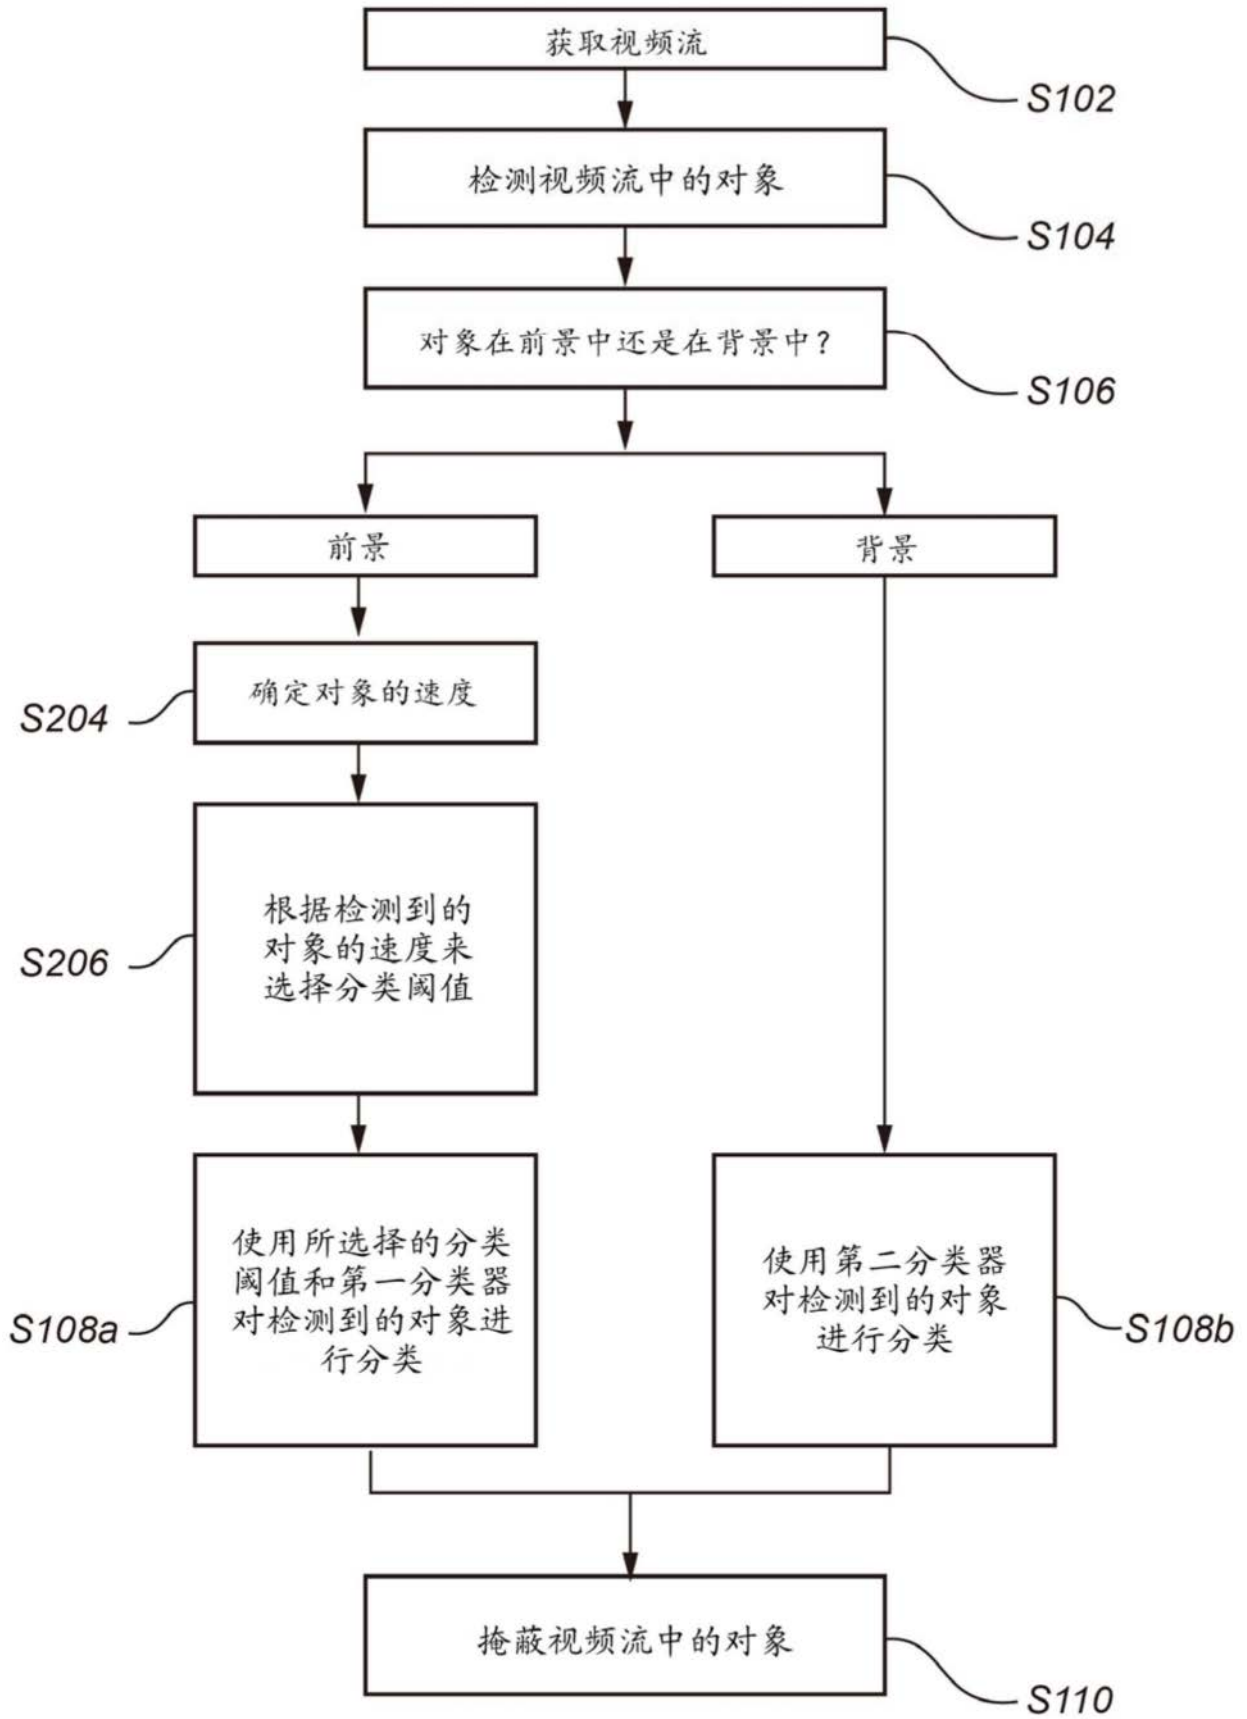 获取视频流
S102
检测视频流中的对象
S104
对象在前景中还是在背景中?
S106
前景
背景
确定对象的速度
S204
根据检测到的
对象的速度来
选择分类阈值
S206
使用所选择的分类
阈值和第一分类器
对检测到的对象进
行分类
S108a
使用第二分类器
对检测到的对象
进行分类
S108b
掩蔽视频流中的对象
S110